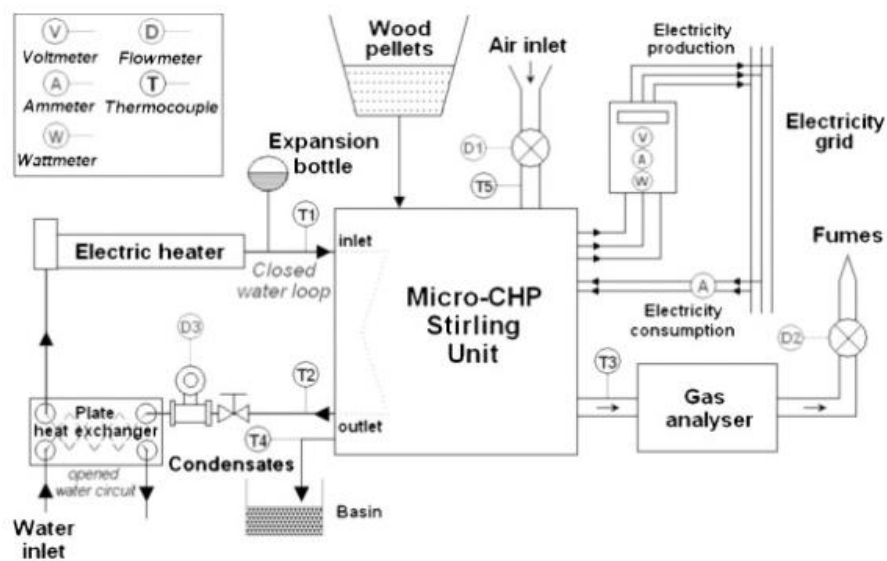 V
D
Voltmeter
Flowmeter
A
T
Ammeter
Thermocouple
W
Wattmeter
Wood
pellets
Air inlet
Electricity
production
Electricity
grid
Expansion
bottle
D1
V
A
W
T5
T1
Electric heater
inlet
Closed
water loop
Micro-CHP
Stirling
Unit
A
Electricity
consumption
Fumes
D3
D2
T2
T3
Plate
heat exchanger
outlet
T4
Gas
analyser
Condensates
opened
water circuit
Water
inlet
Basin